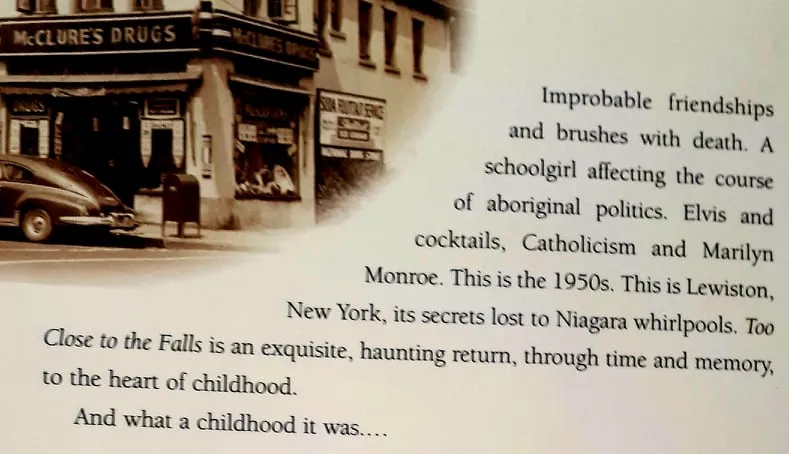 McCLURE'S DRUGS
McCLURE'S DRUGS
DRUGS
SODA FOUNTAIN SERVICE
Improbable friendships
and brushes with death. A
schoolgirl affecting the course
of aboriginal politics. Elvis and
cocktails, Catholicism and Marilyn
Monroe. This is the 1950s. This is Lewiston,
New York, its secrets lost to Niagara whirlpools. Too
Close to the Falls is an exquisite, haunting return, through time and memory,
to the heart of childhood.
And what a childhood it was....